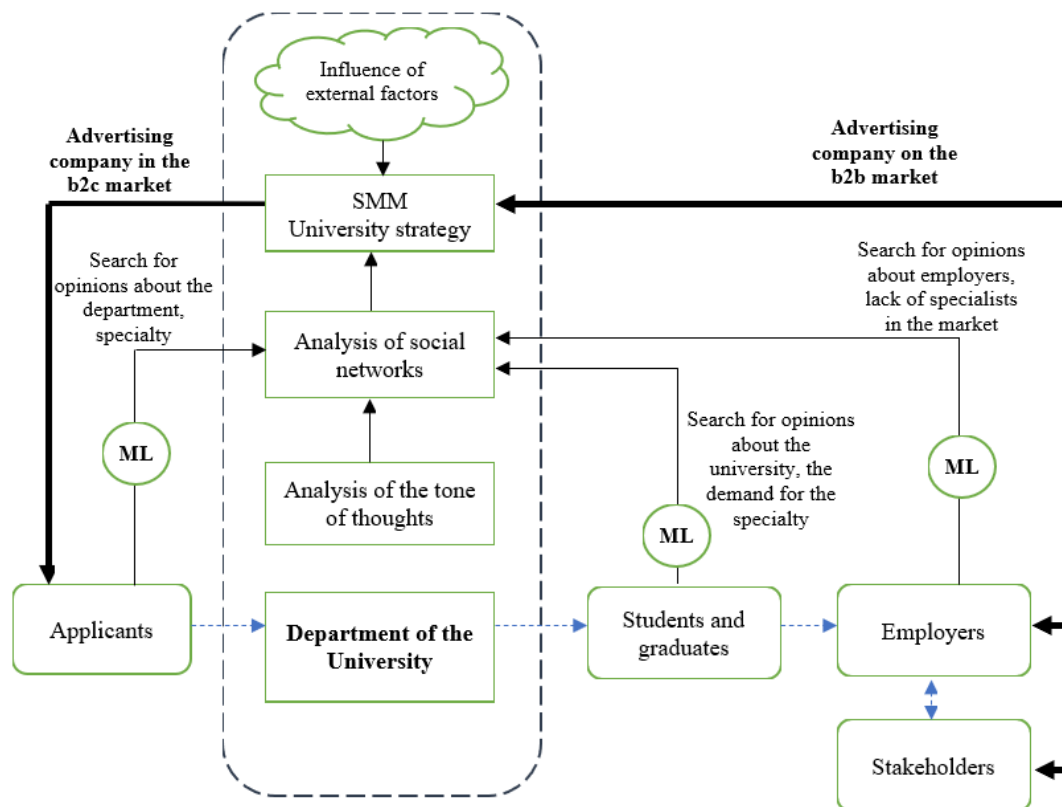 Influence of
external factors
Advertising
company in the
b2c market
Advertising
company on the
b2b market
SMM
University strategy
Search for
opinions about the
department,
specialty
Search for opinions
about employers,
lack of specialists
in the market
Analysis of social
networks
Search for opinions
about the
university, the
demand for the
specialty
ML
ML
Analysis of the tone
of thoughts
ML
Applicants
Department of the
University
Students and
graduates
Employers
Stakeholders